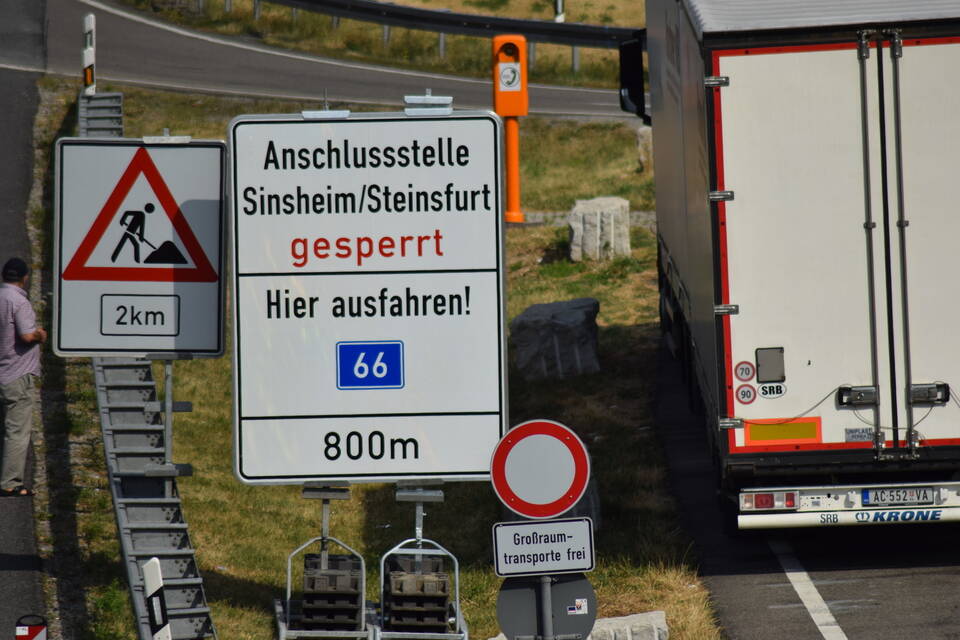 2km
Anschlussstelle
Sinsheim/Steinsfurt
gesperrt
Hier ausfahren!
66
800m
Großraum-
transporte frei
70
90
SRB
AC 552 VA
SRB KRONE